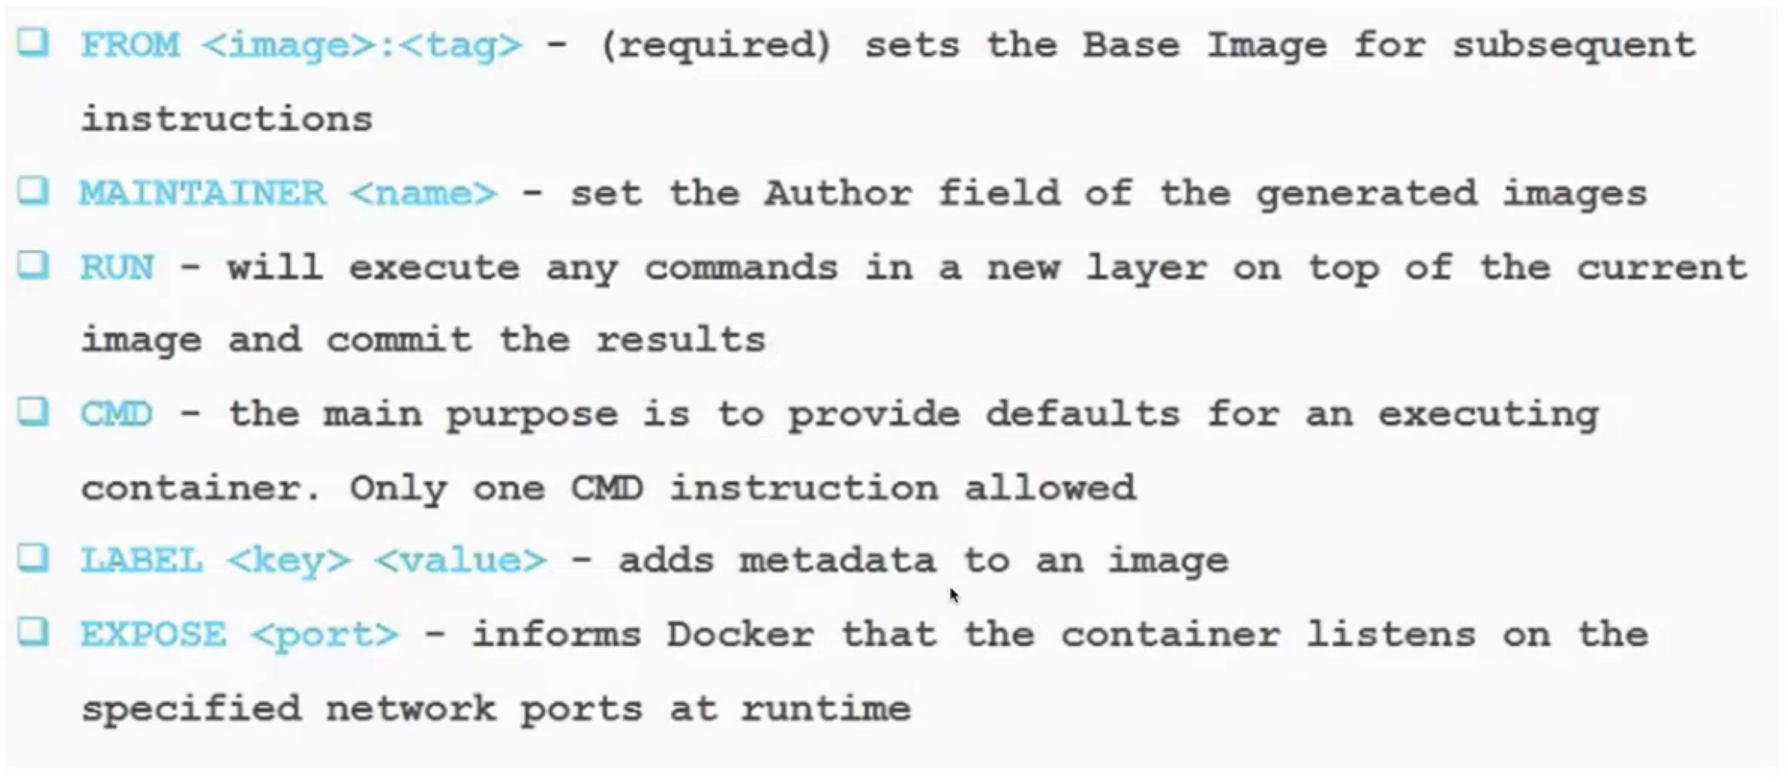 ❑ FROM <image>:<tag> – (required) sets the Base Image for subsequent
instructions
❑ MAINTAINER <name> – set the Author field of the generated images
❑ RUN – will execute any commands in a new layer on top of the current
image and commit the results
❑ CMD – the main purpose is to provide defaults for an executing
container. Only one CMD instruction allowed
❑ LABEL <key> <value> – adds metadata to an image
❑ EXPOSE <port> – informs Docker that the container listens on the
specified network ports at runtime